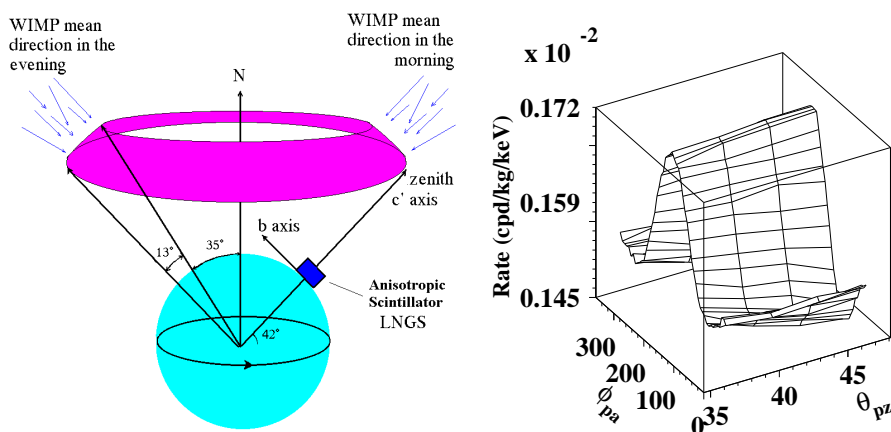 WIMP mean
direction in the
evening
WIMP mean
direction in the
morning
N
zenith
c' axis
b axis
13°
35°
42°
Anisotropic
Scintillator
LNGS
x 10 -2
Rate (cpd/kg/keV)
0.172
0.159
0.145
300
200
100
0
ϕpa
35
40
45
θpz